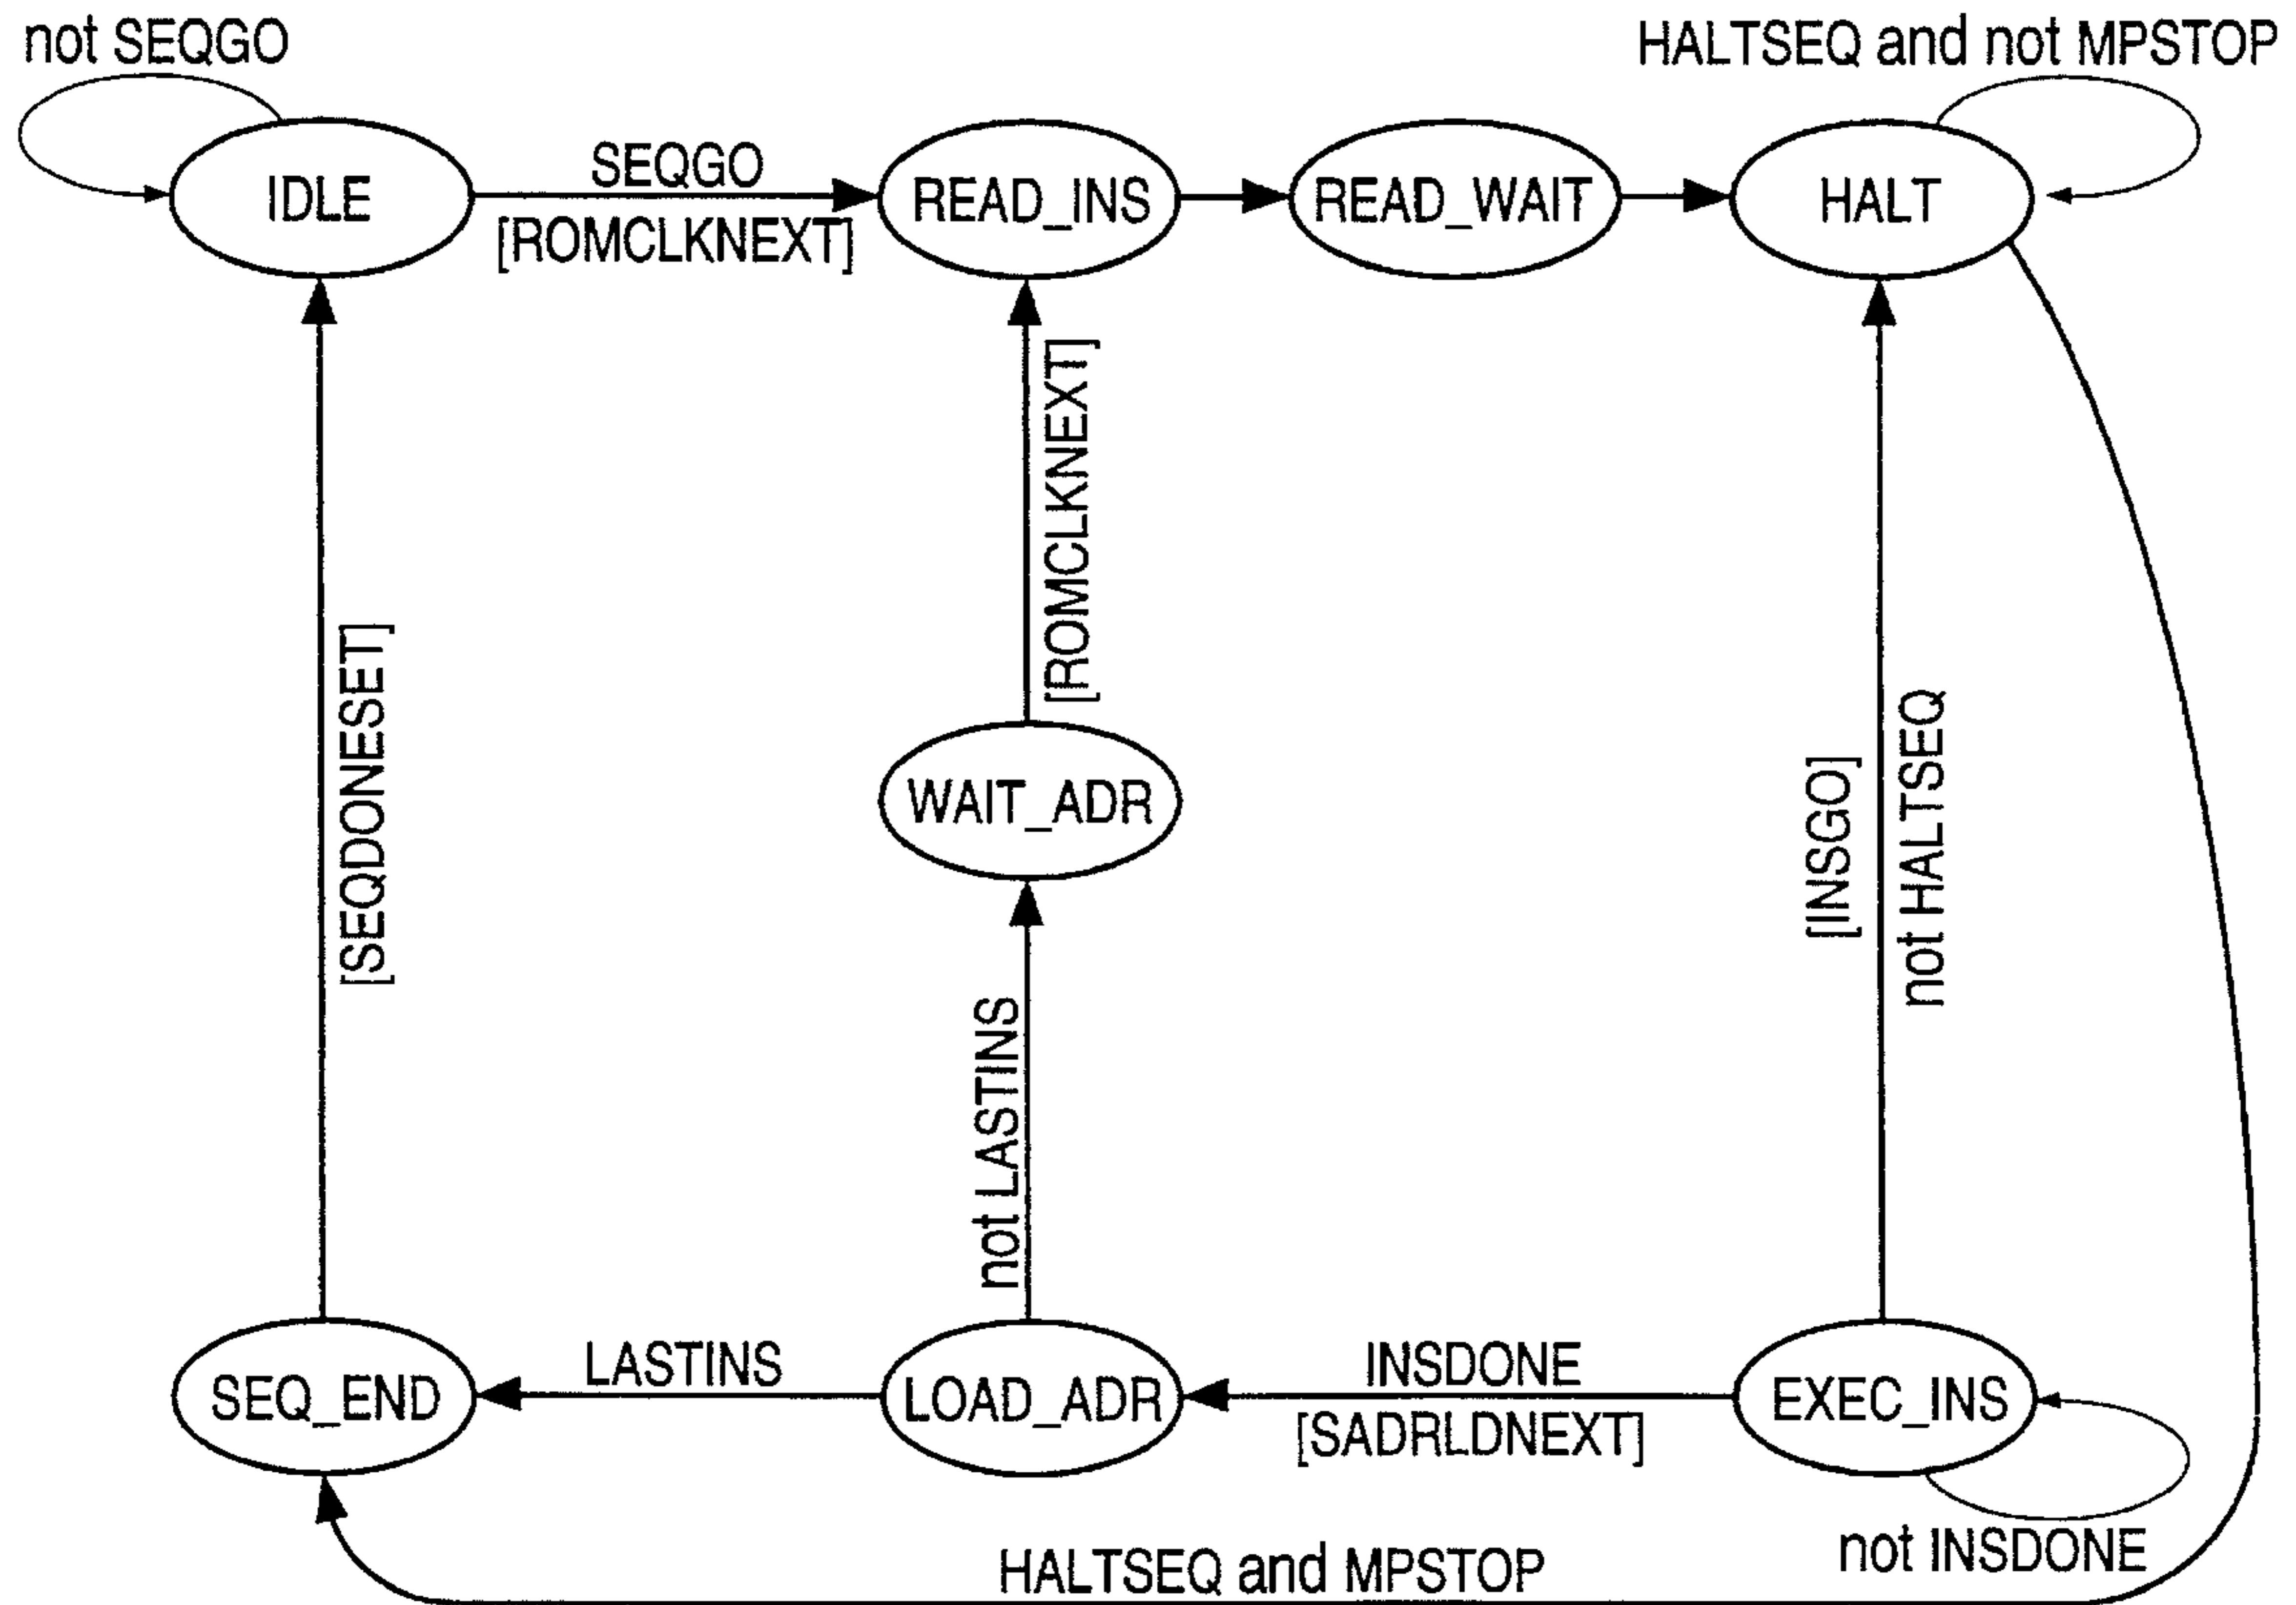 not SEQGO
HALTSEQ and not MPSTOP
IDLE
SEQGO
[ROMCLKNEXT]
READ_INS
READ_WAIT
HALT
[ROMCLKNEXT]
[SEQDONESET]
WAIT_ADR
[INSGO]
not HALTSEQ
not LASTINS
SEQ_END
LASTINS
LOAD_ADR
INSDONE
[SADRLDNEXT]
EXEC_INS
not INSDONE
HALTSEQ and MPSTOP